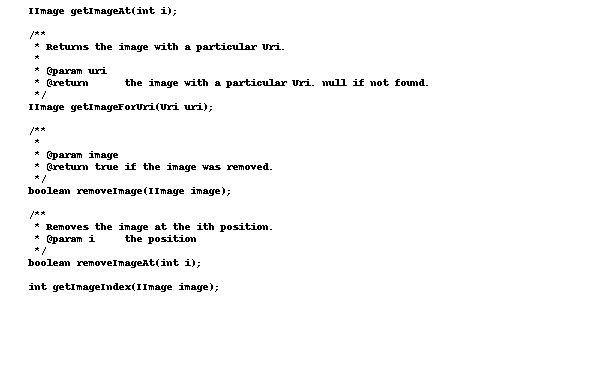 IImage getImageAt(int i);
/**
 * Returns the image with a particular Uri.
 *
 * @param uri
 * @return      the image with a particular Uri. null if not found.
 */
IImage getImageForUri(Uri uri);
/**
 *
 * @param image
 * @return true if the image was removed.
 */
boolean removeImage(IImage image);
/**
 * Removes the image at the ith position.
 * @param i     the position
 */
boolean removeImageAt(int i);
int getImageIndex(IImage image);